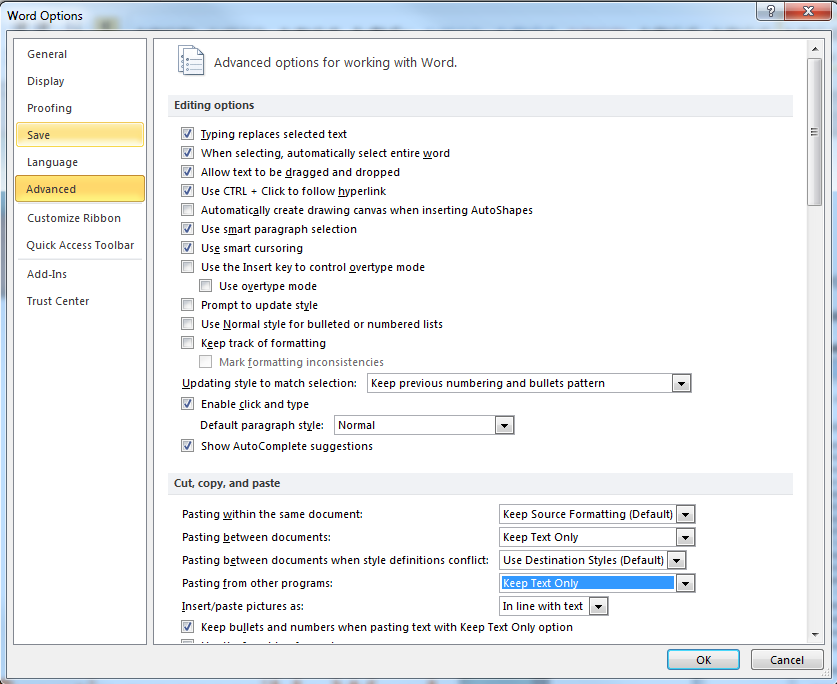 Word Options
General
Display
Proofing
Save
Language
Advanced
Customize Ribbon
Quick Access Toolbar
Add-Ins
Trust Center
Advanced options for working with Word.
Editing options
Typing replaces selected text
When selecting, automatically select entire word
Allow text to be dragged and dropped
Use CTRL + Click to follow hyperlink
Automatically create drawing canvas when inserting AutoShapes
Use smart paragraph selection
Use smart cursoring
Use the Insert key to control overtype mode
Use overtype mode
Prompt to update style
Use Normal style for bulleted or numbered lists
Keep track of formatting
Mark formatting inconsistencies
Updating style to match selection: Keep previous numbering and bullets pattern
Enable click and type
Default paragraph style: Normal
Show AutoComplete suggestions
Cut, copy, and paste
Pasting within the same document: Keep Source Formatting (Default)
Pasting between documents: Keep Text Only
Pasting between documents when style definitions conflict: Use Destination Styles (Default)
Pasting from other programs: Keep Text Only
Insert/paste pictures as: In line with text
Keep bullets and numbers when pasting text with Keep Text Only option
OK Cancel